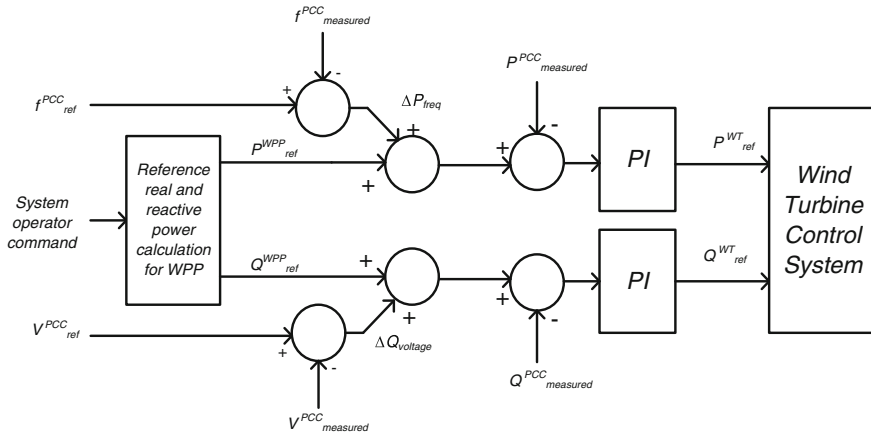 f^PCC_measured
-
+
f^PCC_ref
ΔP_freq
P^PCC_measured
+
-
+
+
P^WPP_ref
Reference
real and
reactive
power
calculation
for WPP
PI
P^WT_ref
System
operator
command
Wind
Turbine
Control
System
Q^WPP_ref
+
+
+
-
PI
Q^WT_ref
V^PCC_ref
+
-
ΔQ_voltage
Q^PCC_measured
V^PCC_measured